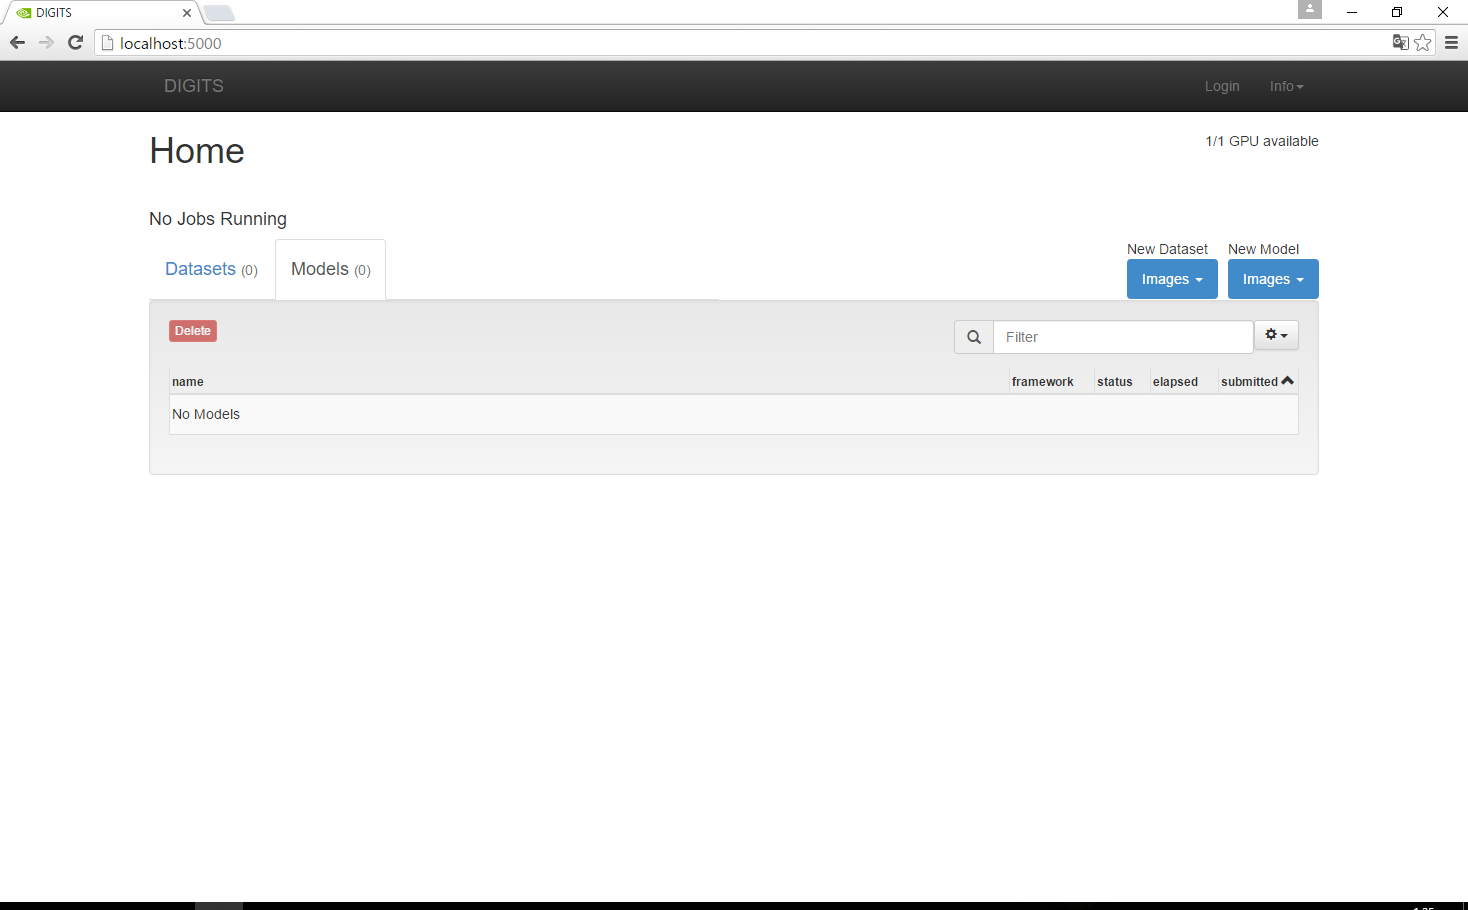 DIGITS
localhost:5000
DIGITS
Login
Info
Home
1/1 GPU available
No Jobs Running
Datasets (0)
Models (0)
New Dataset
New Model
Images
Images
Delete
Filter
name
framework
status
elapsed
submitted
No Models